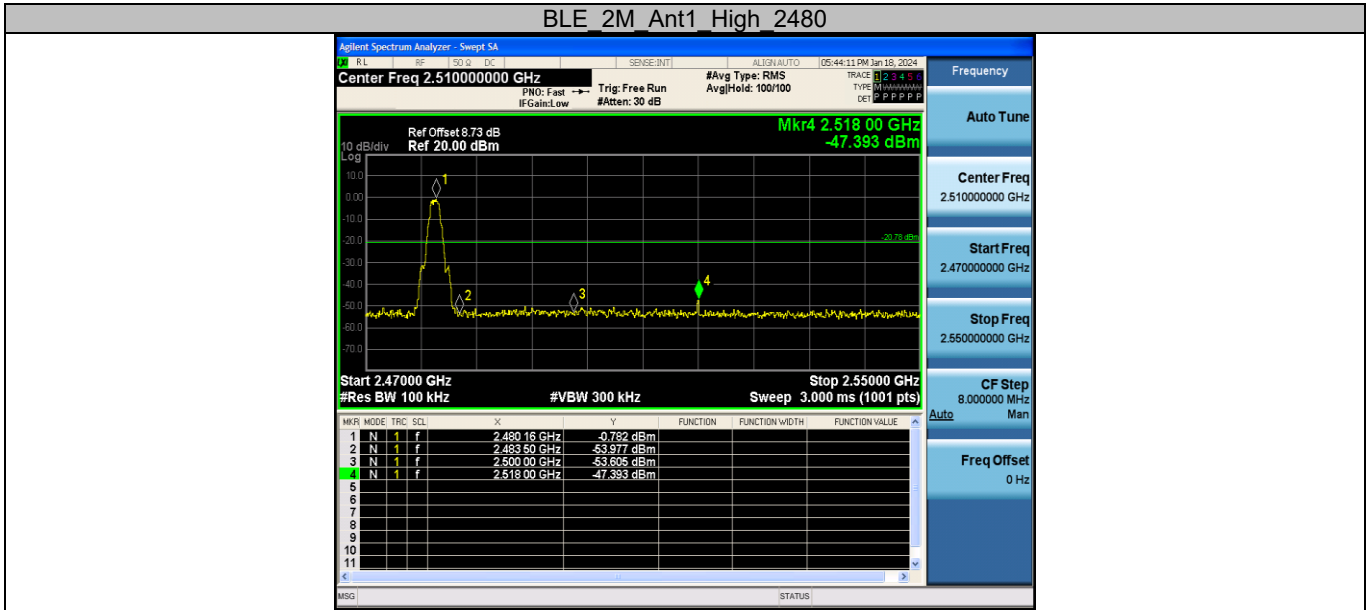 BLE_2M_Ant1_High_2480
Agilent Spectrum Analyzer - Swept SA
RL RF 50 Ω DC SENSE:INT ALIGNAUTO 05:44:11 PM Jan 18, 2024
Center Freq 2.510000000 GHz #Avg Type: RMS TRACE 1 2 3 4 5 6
PNO: Fast Trig: Free Run Avg|Hold: 100/100 TYPE M
IFGain:Low #Atten: 30 dB DET P P P P P P
Mkr4 2.518 00 GHz
-47.393 dBm
Ref Offset 8.73 dB
10 dB/div Ref 20.00 dBm
Log
10.0
1
0.00
-10.0
-20.0
-20.78 dBm
-30.0
-40.0
4
-50.0
2
3
-60.0
-70.0
Start 2.47000 GHz Stop 2.55000 GHz
#Res BW 100 kHz #VBW 300 kHz Sweep 3.000 ms (1001 pts)
MKR MODE TRC SCL X Y FUNCTION FUNCTION WIDTH FUNCTION VALUE
1 N 1 f 2.480 16 GHz -0.782 dBm
2 N 1 f 2.483 50 GHz -53.977 dBm
3 N 1 f 2.500 00 GHz -53.605 dBm
4 N 1 f 2.518 00 GHz -47.393 dBm
5
6
7
8
9
10
11
MSG STATUS
Frequency
Auto Tune
Center Freq
2.510000000 GHz
Start Freq
2.470000000 GHz
Stop Freq
2.550000000 GHz
CF Step
8.000000 MHz
Auto Man
Freq Offset
0 Hz